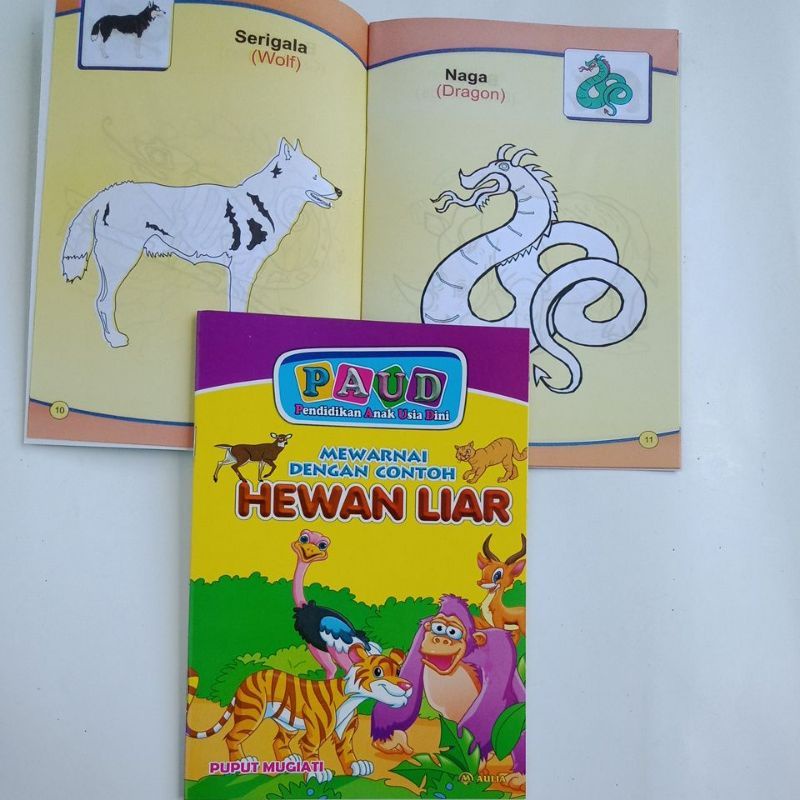 Serigala
(Wolf)
Naga
(Dragon)
10
11
PAUD
Pendidikan Anak Usia Dini
MEWARNAI
DENGAN CONTOH
HEWAN LIAR
PUPUT MUGIATI
AULIA